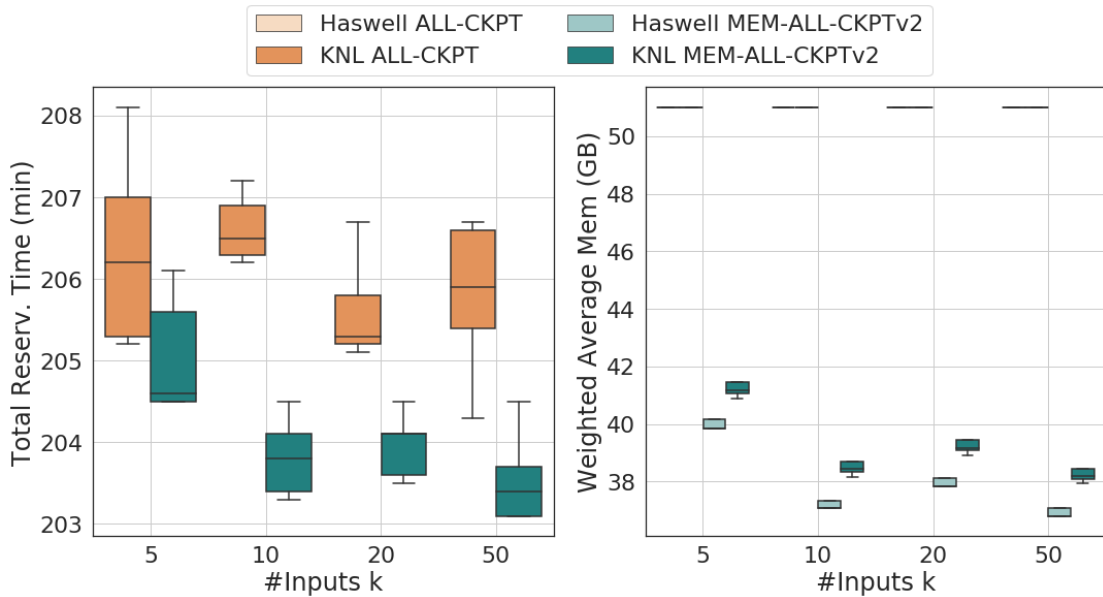 Haswell ALL-CKPT
KNL ALL-CKPT
Haswell MEM-ALL-CKPTv2
KNL MEM-ALL-CKPTv2
Total Reserv. Time (min)
208
207
206
205
204
203
5 10 20 50
#Inputs k
Weighted Average Mem (GB)
50
48
46
44
42
40
38
5 10 20 50
#Inputs k